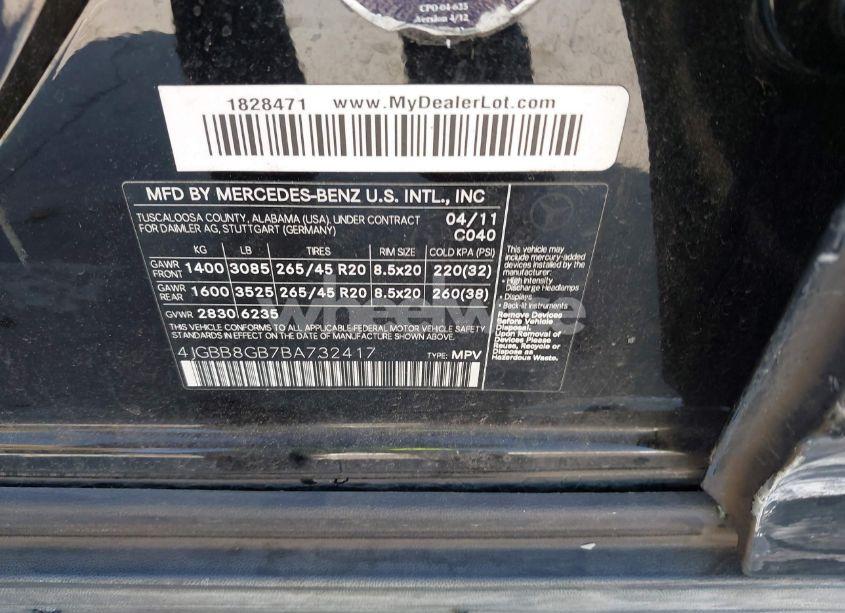 CPO-04-625
Version 4/12
1828471 www.MyDealerLot.com
MFD BY MERCEDES-BENZ U.S. INTL., INC
TUSCALOOSA COUNTY, ALABAMA (USA), UNDER CONTRACT 04/11
FOR DAIMLER AG, STUTTGART (GERMANY) C040
KG LB TIRES RIM SIZE COLD KPA (PSI)
GAWR FRONT 1400 3085 265/45 R20 8.5x20 220(32)
GAWR REAR 1600 3525 265/45 R20 8.5x20 260(38)
GVWR 2830 6235
THIS VEHICLE CONFORMS TO ALL APPLICABLE FEDERAL MOTOR VEHICLE SAFETY
STANDARDS IN EFFECT ON THE DATE OF MANUFACTURE SHOWN ABOVE.
4JGBB8GB7BA732417 TYPE: MPV
This vehicle may
include mercury-added
devices installed by the
manufacturer:
• High Intensity
Discharge Headlamps
• Displays
• Back-lit Instruments
Remove Devices
Before Vehicle
Disposal.
Upon Removal of
Devices Please
Reuse, Recycle or
Dispose as
Hazardous Waste.
wheelwise